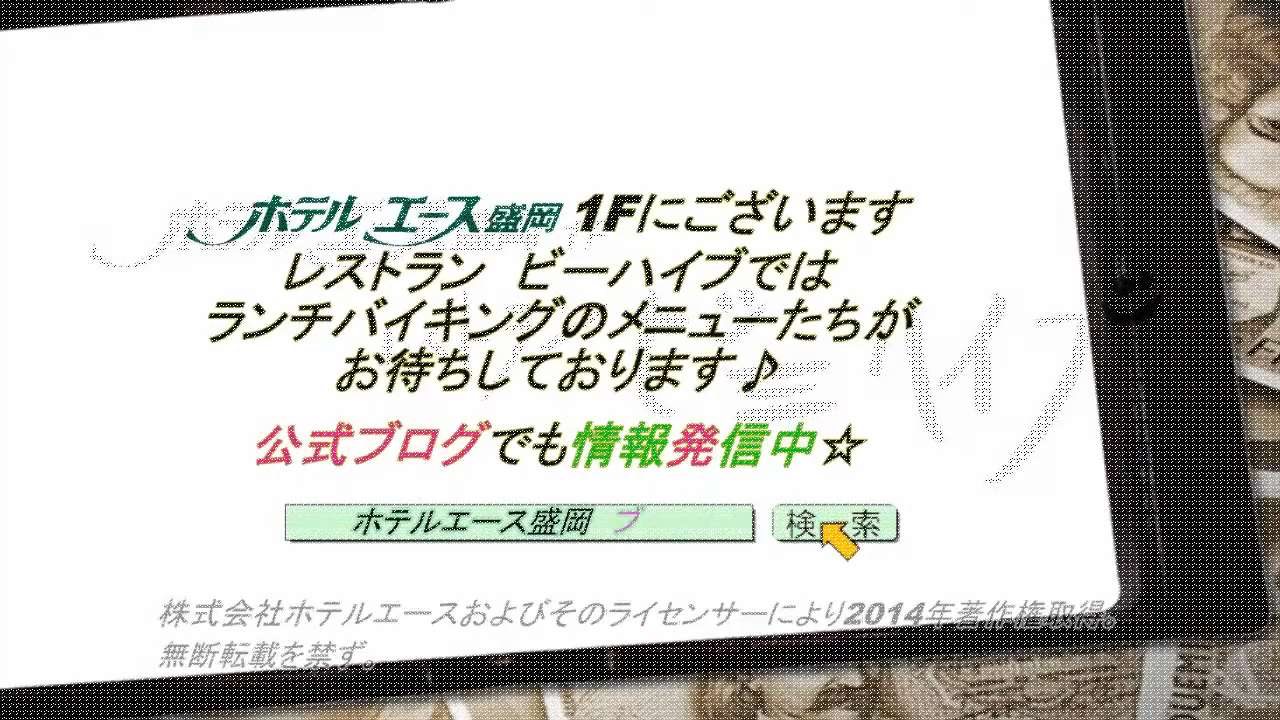 ホテル エース盛岡 1Fにございます
レストラン ビーハイブでは
ランチバイキングのメニューたちが
お待ちしております♪
公式ブログでも情報発信中☆
ホテルエース盛岡 ブ
検 索
株式会社ホテルエースおよびそのライセンサーにより2014年著作権取得。
無断転載を禁ず。